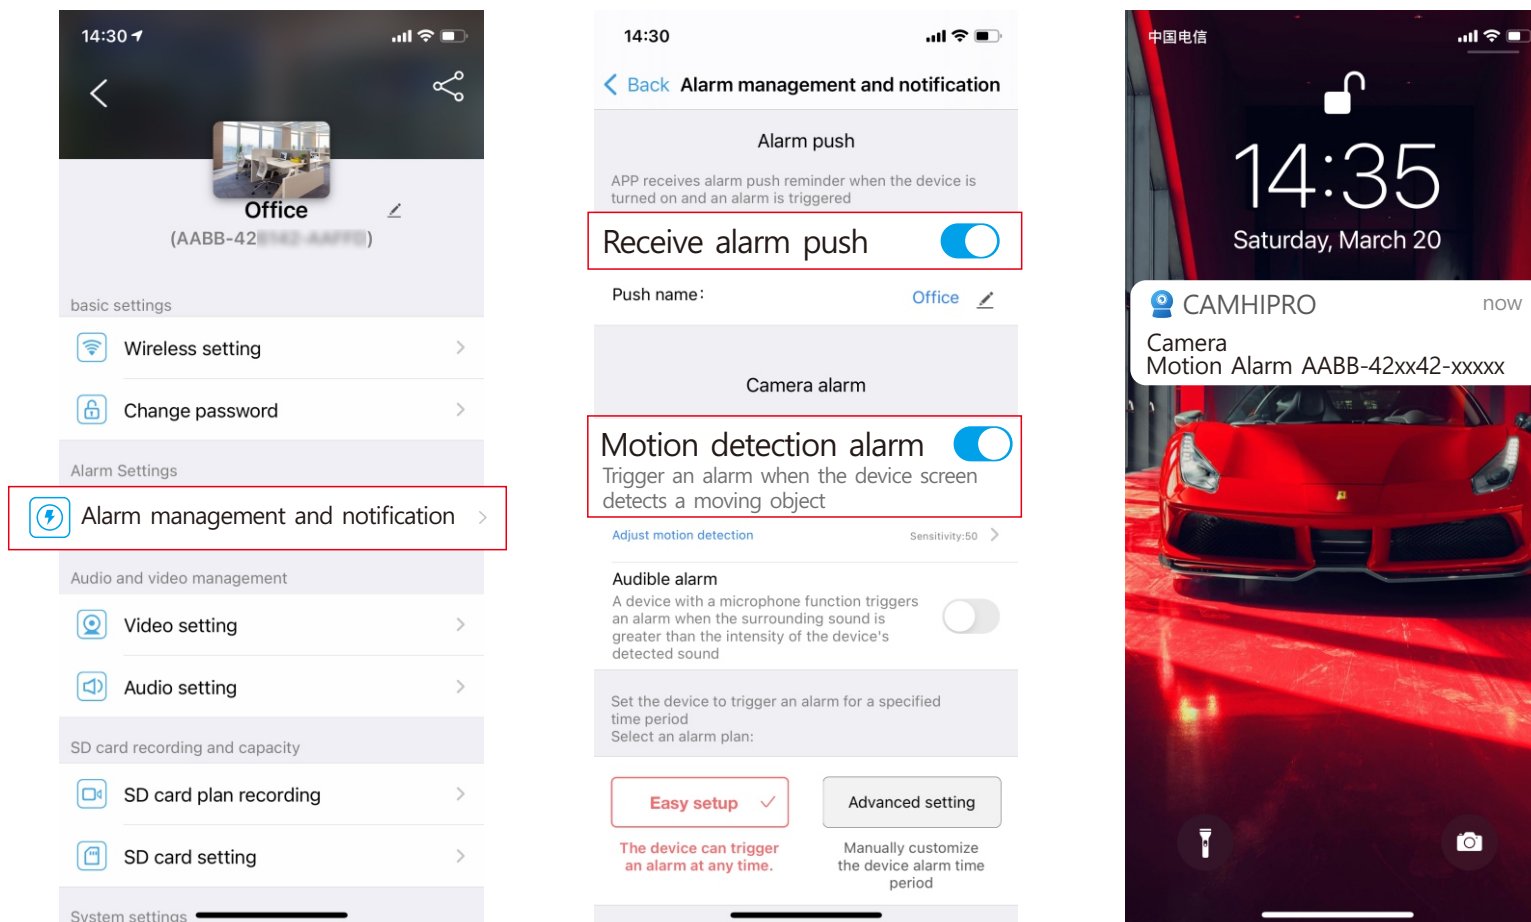 14:30
Office
(AABB-42 )
basic settings
Wireless setting
Change password
Alarm Settings
Alarm management and notification
Audio and video management
Video setting
Audio setting
SD card recording and capacity
SD card plan recording
SD card setting
System settings
14:30
Back Alarm management and notification
Alarm push
APP receives alarm push reminder when the device is
turned on and an alarm is triggered
Receive alarm push
Push name:
Office
Camera alarm
Motion detection alarm
Trigger an alarm when the device screen
detects a moving object
Adjust motion detection
Sensitivity:50
Audible alarm
A device with a microphone function triggers
an alarm when the surrounding sound is
greater than the intensity of the device's
detected sound
Set the device to trigger an alarm for a specified
time period
Select an alarm plan:
Easy setup
The device can trigger
an alarm at any time.
Advanced setting
Manually customize
the device alarm time
period
中国电信
14:35
Saturday, March 20
CAMHIPRO
now
Camera
Motion Alarm AABB-42xx42-xxxxx